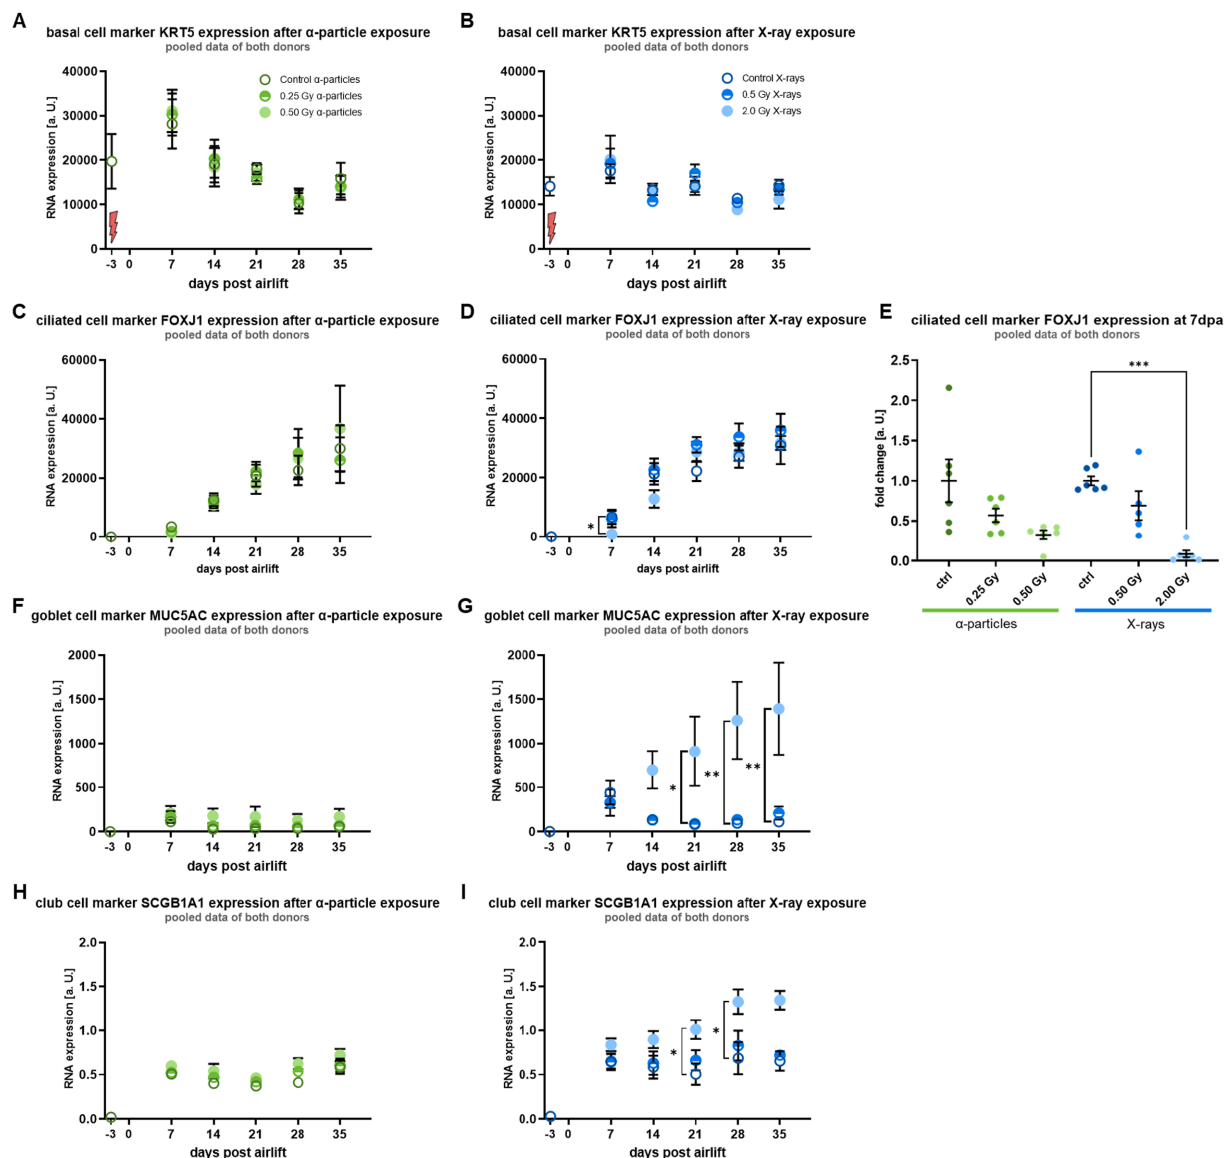 A
basal cell marker KRT5 expression after α-particle exposure
pooled data of both donors
RNA expression [a. U.]
40000
30000
20000
10000
0
Control α-particles
0.25 Gy α-particles
0.50 Gy α-particles
-3 0 7 14 21 28 35
days post airlift
B
basal cell marker KRT5 expression after X-ray exposure
pooled data of both donors
RNA expression [a. U.]
40000
30000
20000
10000
0
Control X-rays
0.5 Gy X-rays
2.0 Gy X-rays
-3 0 7 14 21 28 35
days post airlift
C
ciliated cell marker FOXJ1 expression after α-particle exposure
pooled data of both donors
RNA expression [a. U.]
60000
40000
20000
0
-3 0 7 14 21 28 35
days post airlift
D
ciliated cell marker FOXJ1 expression after X-ray exposure
pooled data of both donors
RNA expression [a. U.]
60000
40000
20000
0
*
-3 0 7 14 21 28 35
days post airlift
E
ciliated cell marker FOXJ1 expression at 7dpa
pooled data of both donors
fold change [a. U.]
2.5
2.0
1.5
1.0
0.5
0.0
***
ctrl 0.25 Gy 0.50 Gy ctrl 0.50 Gy 2.00 Gy
α-particles X-rays
F
goblet cell marker MUC5AC expression after α-particle exposure
pooled data of both donors
RNA expression [a. U.]
2000
1500
1000
500
0
-3 0 7 14 21 28 35
days post airlift
G
goblet cell marker MUC5AC expression after X-ray exposure
pooled data of both donors
RNA expression [a. U.]
2000
1500
1000
500
0
* ** **
-3 0 7 14 21 28 35
days post airlift
H
club cell marker SCGB1A1 expression after α-particle exposure
pooled data of both donors
RNA expression [a. U.]
2.0
1.5
1.0
0.5
0.0
-3 0 7 14 21 28 35
days post airlift
I
club cell marker SCGB1A1 expression after X-ray exposure
pooled data of both donors
RNA expression [a. U.]
2.0
1.5
1.0
0.5
0.0
* *
-3 0 7 14 21 28 35
days post airlift